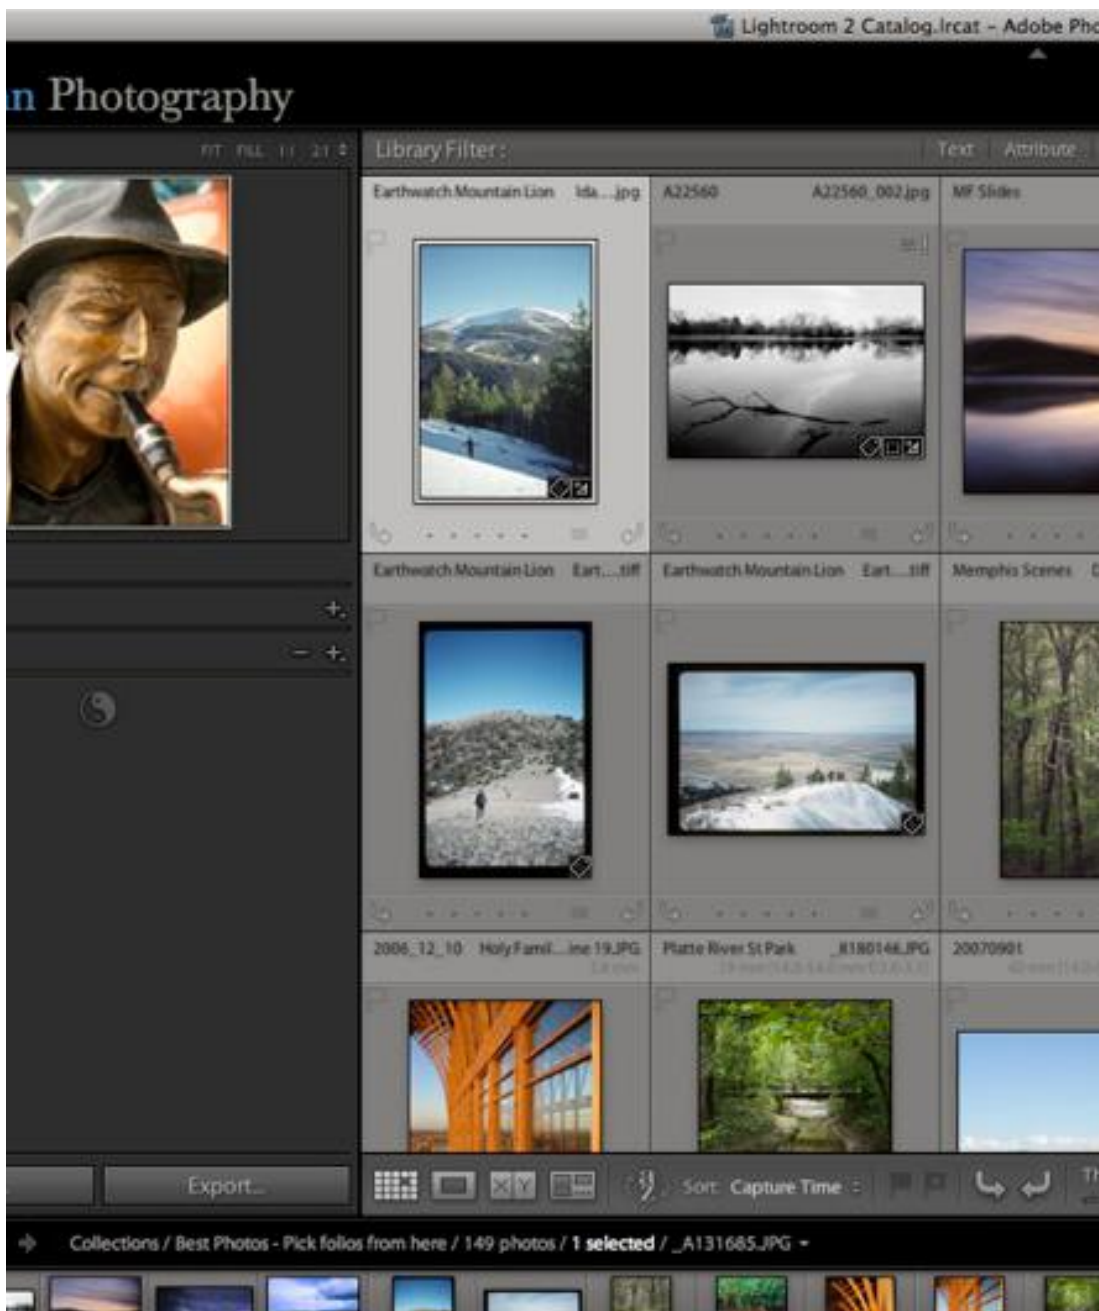 Lightroom 2 Catalog.lrcat – Adobe Pho
n Photography
FIT FILL 1:1 2:1
Library Filter :
Text Attribute
Earthwatch Mountain Lion Ida....jpg
A22560 A22560_002.jpg
MF Slides
Earthwatch Mountain Lion Eart....tiff
Earthwatch Mountain Lion Eart....tiff
Memphis Scenes
2006_12_10 Holy Famil...ine 19.JPG
Platte River St Park _8180146.JPG
20070901
Export...
X Y
Sort: Capture Time
Th
Collections / Best Photos - Pick folios from here / 149 photos / 1 selected / _A131685.JPG